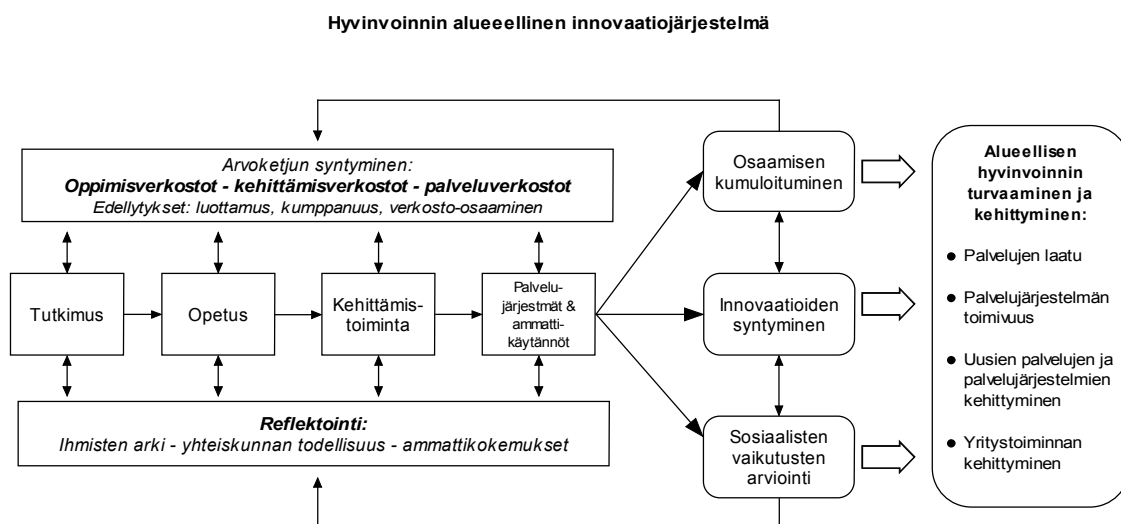 Hyvinvoinnin alueeellinen innovaatiojärjestelmä
Arvoketjun syntyminen:
Oppimisverkostot - kehittämisverkostot - palveluverkostot
Edellytykset: luottamus, kumppanuus, verkosto-osaaminen
Tutkimus
Opetus
Kehittämis-
toiminta
Palvelu-
järjestmät &
ammatti-
käytännöt
Reflektointi:
Ihmisten arki - yhteiskunnan todellisuus - ammattikokemukset
Osaamisen
kumuloituminen
Innovaatioiden
syntyminen
Sosiaalisten
vaikutusten
arviointi
Alueellisen
hyvinvoinnin
turvaaminen ja
kehittyminen:
● Palvelujen laatu
● Palvelujärjestelmän
toimivuus
● Uusien palvelujen ja
palvelujärjestelmien
kehittyminen
● Yritystoiminnan
kehittyminen